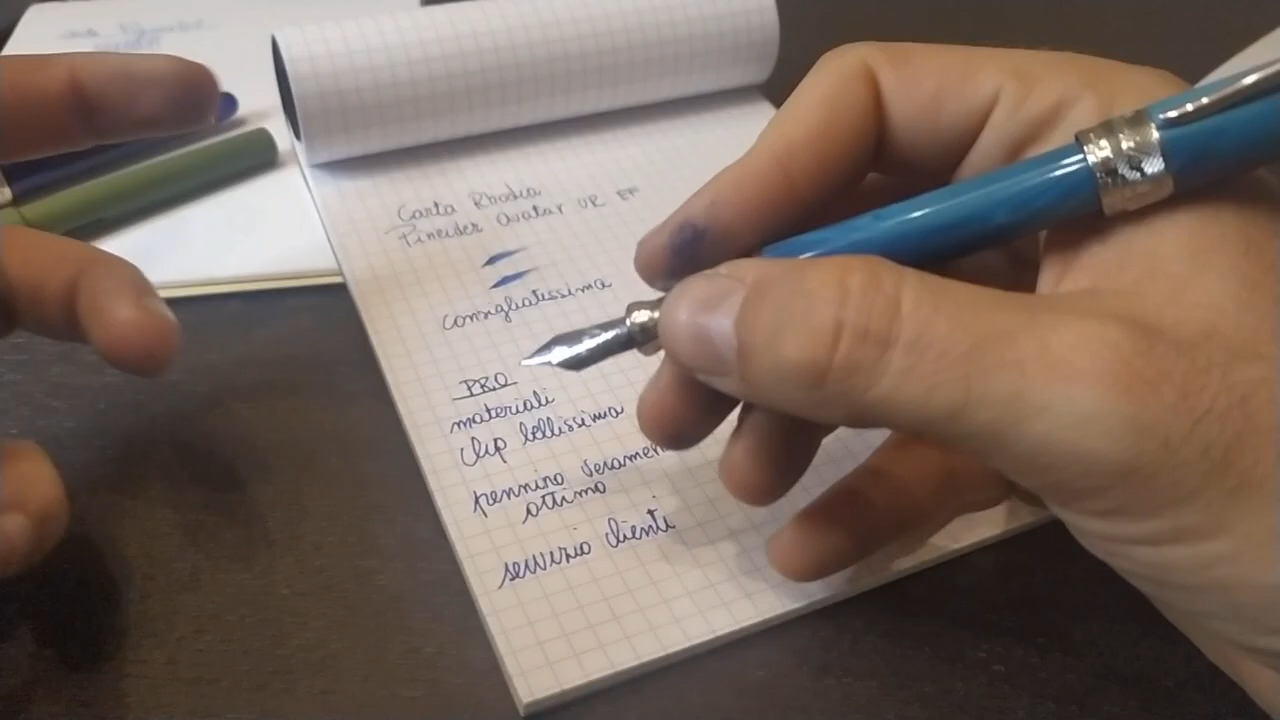 Carta Rhodia
Pineider Avatar UR EF
consigliatissima
PRO
materiali
clip bellissima
pennino veramen
ottimo
servizio clienti